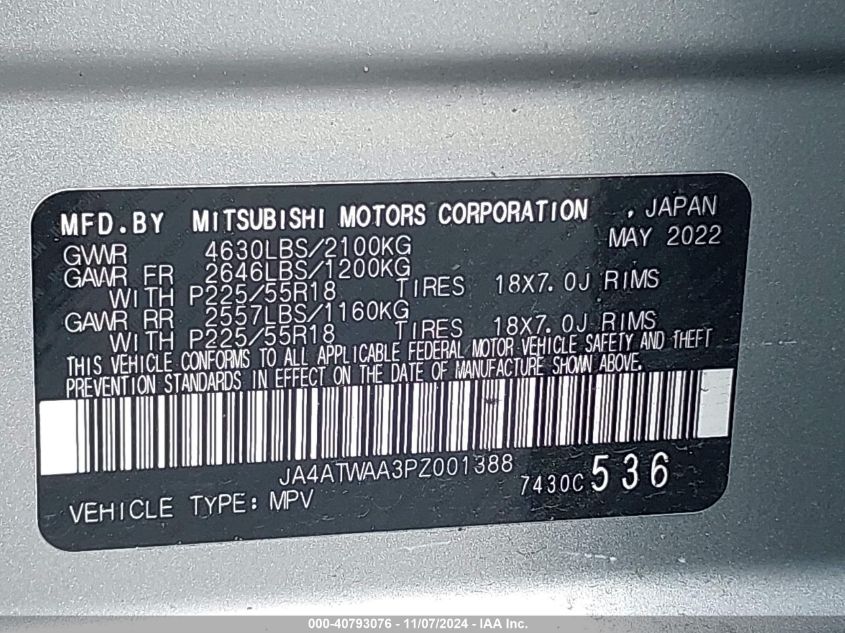 MFD.BY MITSUBISHI MOTORS CORPORATION , JAPAN
GWWR 4630LBS/2100KG MAY 2022
GAWR FR 2646LBS/1200KG
WITH P225/55R18 TIRES 18X7.0J RIMS
GAWR RR 2557LBS/1160KG
WITH P225/55R18 TIRES 18X7.0J RIMS
THIS VEHICLE CONFORMS TO ALL APPLICABLE FEDERAL MOTOR VEHICLE SAFETY AND THEFT
PREVENTION STANDARDS IN EFFECT ON THE DATE OF MANUFACTURE SHOWN ABOVE.
JA4ATWAA3PZ001388
7430C 536
VEHICLE TYPE: MPV
000-40793076 - 11/07/2024 - IAA Inc.